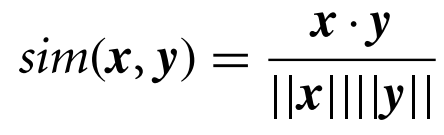 sim(x, y) = x · y / ||x||||y||